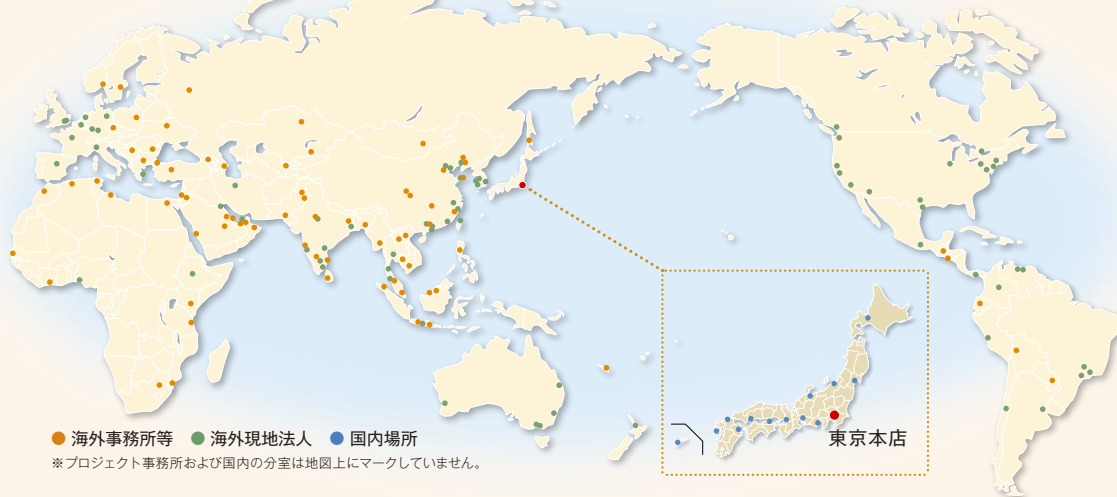 東京本店
海外事務所等 海外現地法人 国内場所
※プロジェクト事務所および国内の分室は地図上にマークしていません。